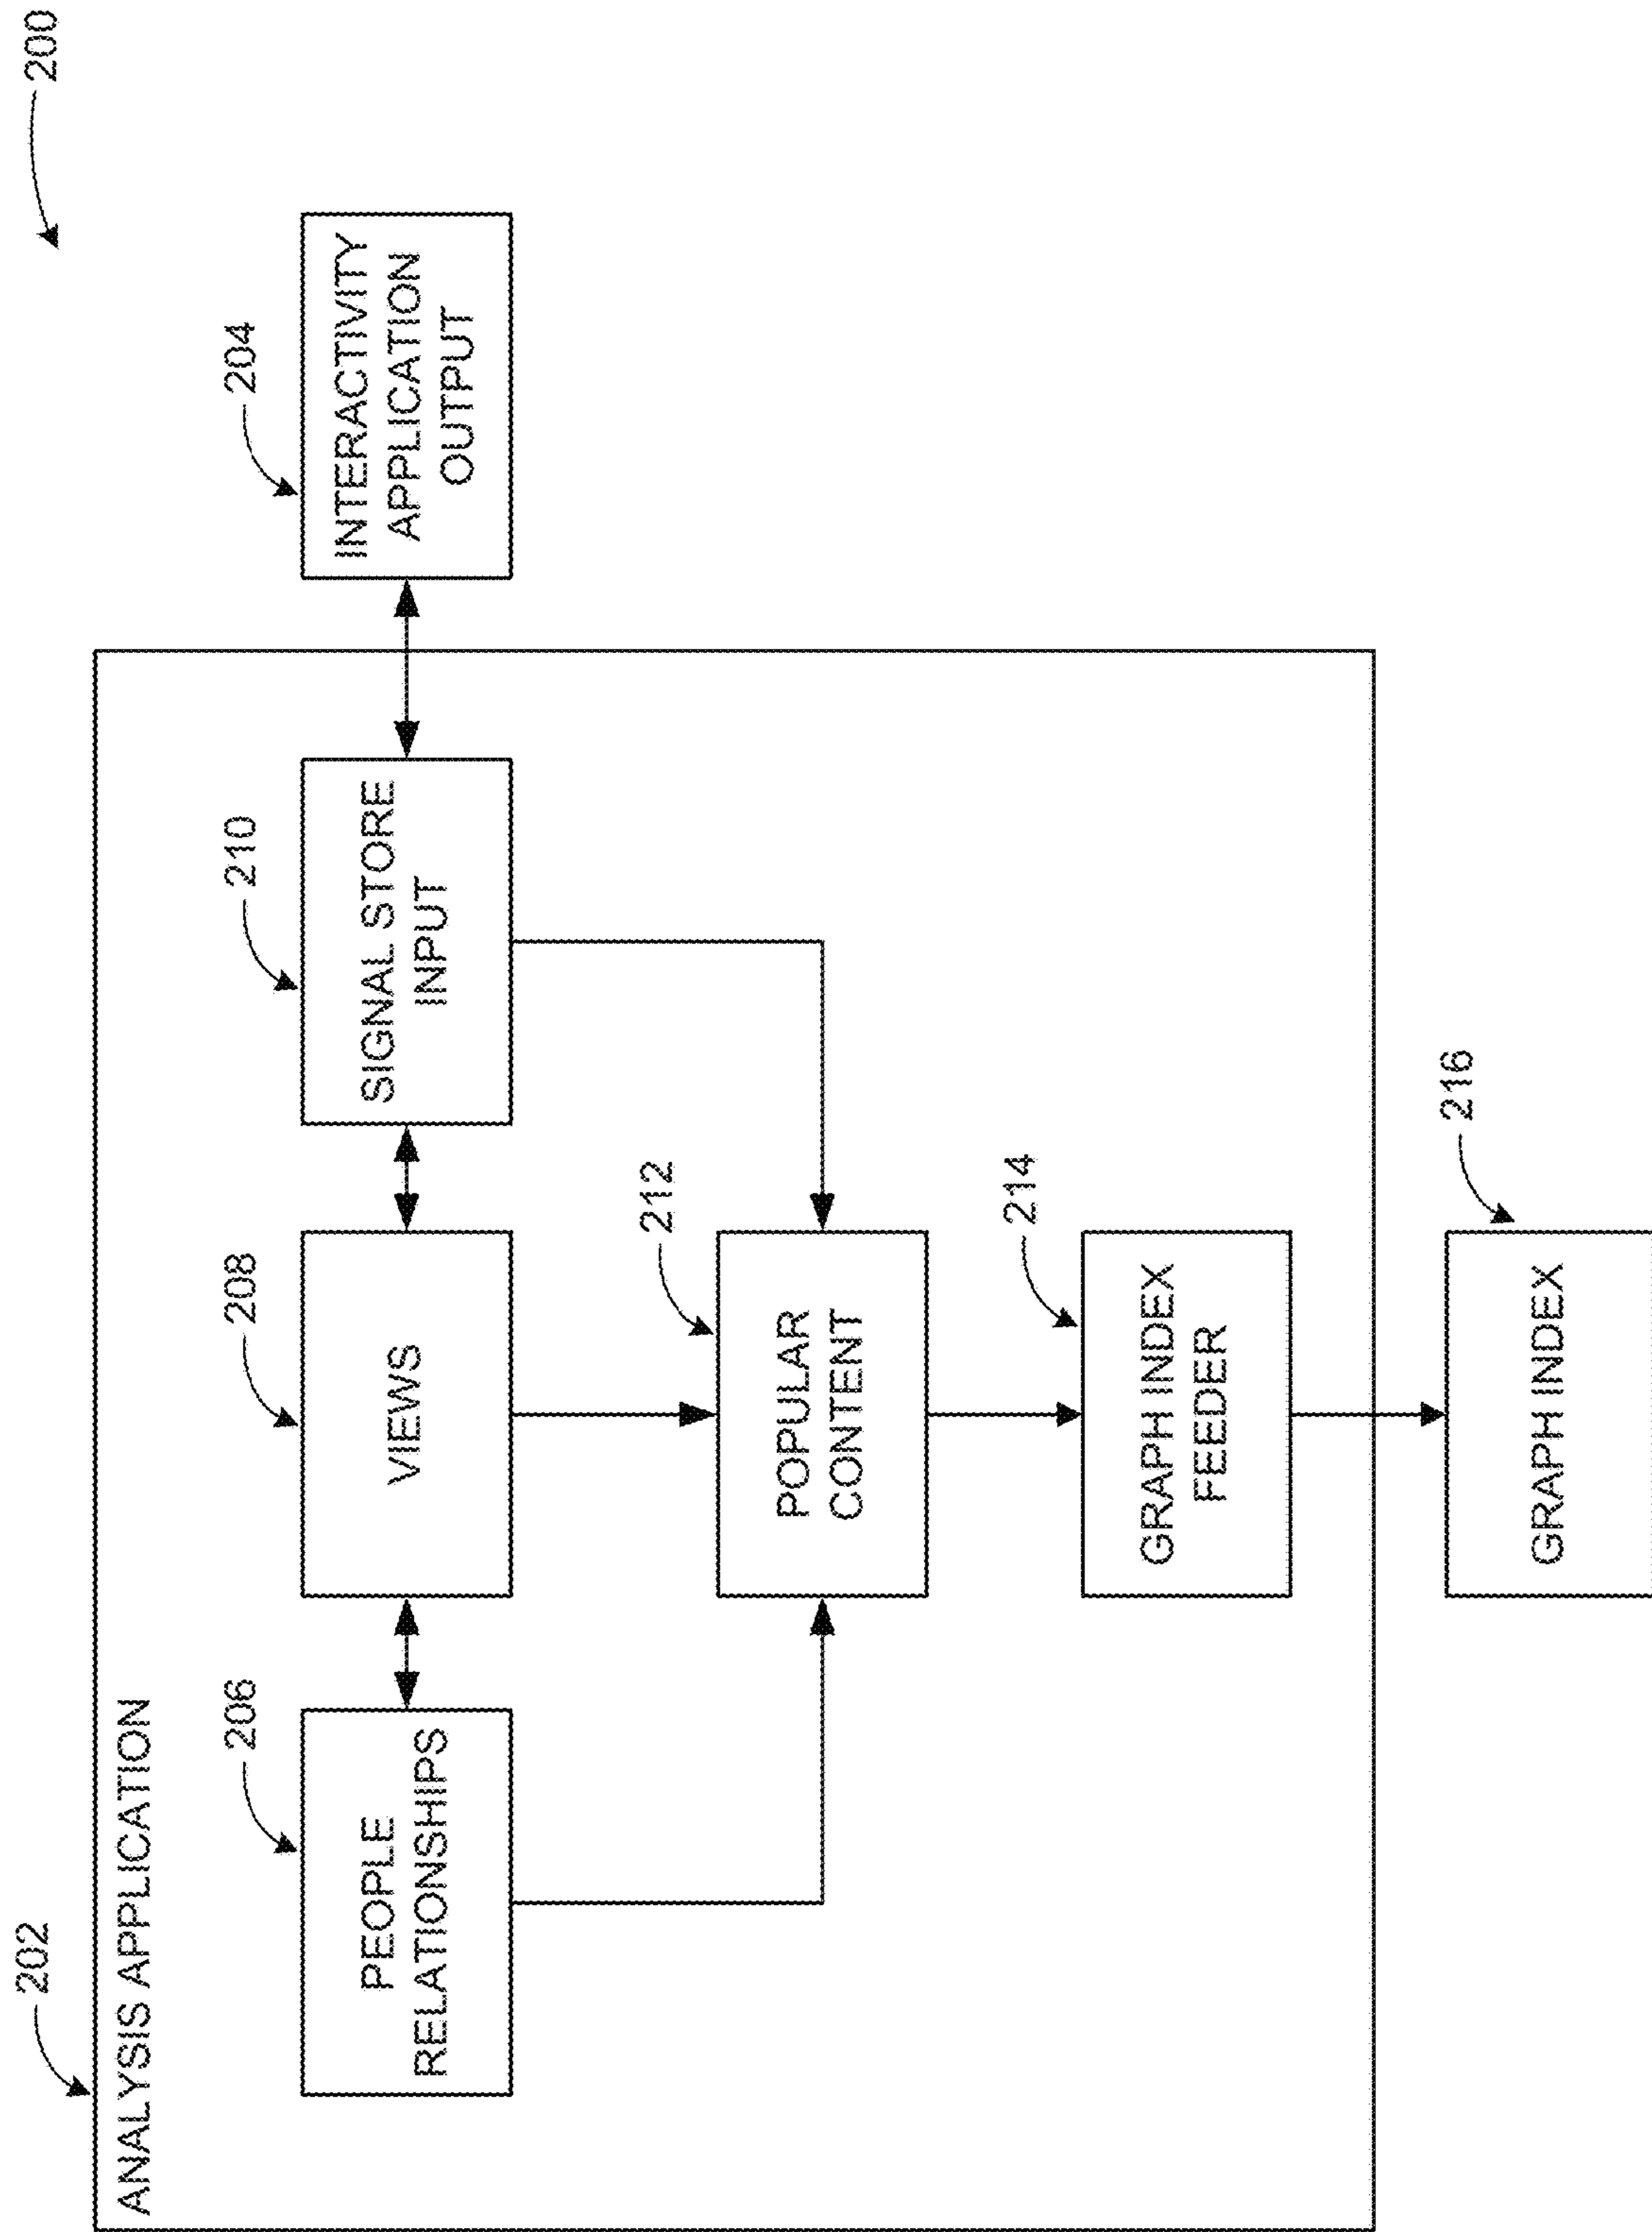 200
202
ANALYSIS APPLICATION
206
PEOPLE
RELATIONSHIPS
208
VIEWS
210
SIGNAL STORE
INPUT
204
INTERACTIVITY
APPLICATION
OUTPUT
212
POPULAR
CONTENT
214
GRAPH INDEX
FEEDER
216
GRAPH INDEX